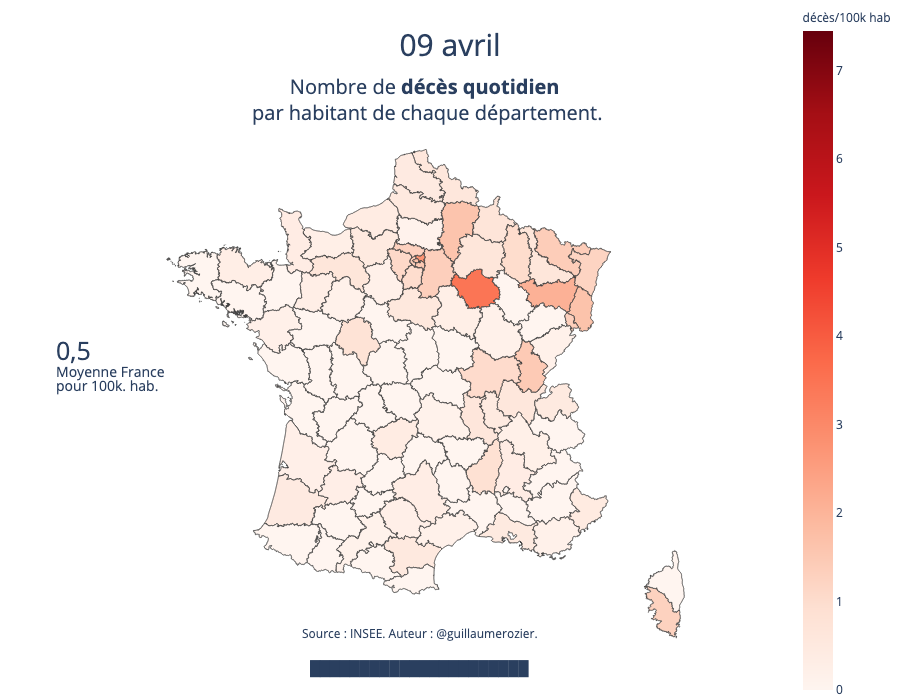 09 avril
Nombre de décès quotidien
par habitant de chaque département.
décès/100k hab
7
6
5
4
3
2
1
0
0,5
Moyenne France
pour 100k. hab.
Source : INSEE. Auteur : @guillaumerozier.